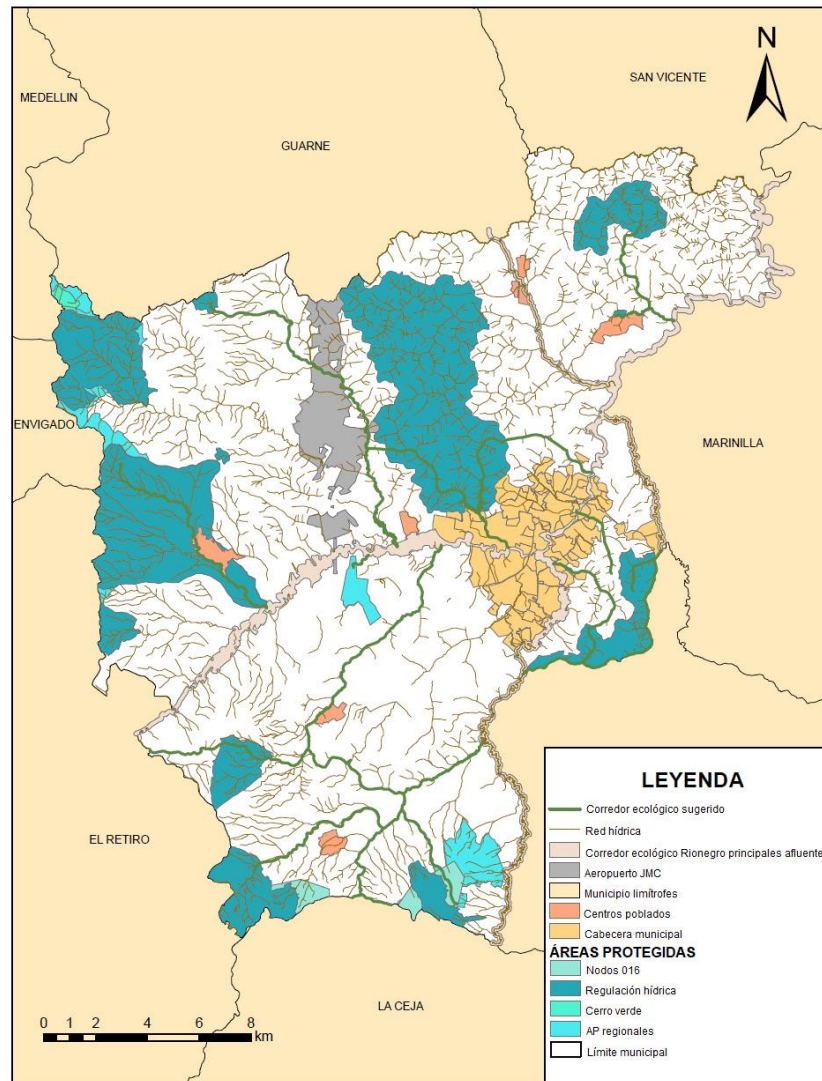 N
SAN VICENTE
MEDELLIN
GUARNE
ENVIGADO
MARINILLA
EL RETIRO
LA CEJA
0 0.5 1 2 4 6 8
km
LEYENDA
Corredor ecológico sugerido
Red hídrica
Corredor ecológico Rionegro principales afluente
Aeropuerto JMC
Municipio limítrofes
Centros poblados
Cabecera municipal
ÁREAS PROTEGIDAS
Nodos 016
Regulación hídrica
Cerro verde
AP regionales
Límite municipal